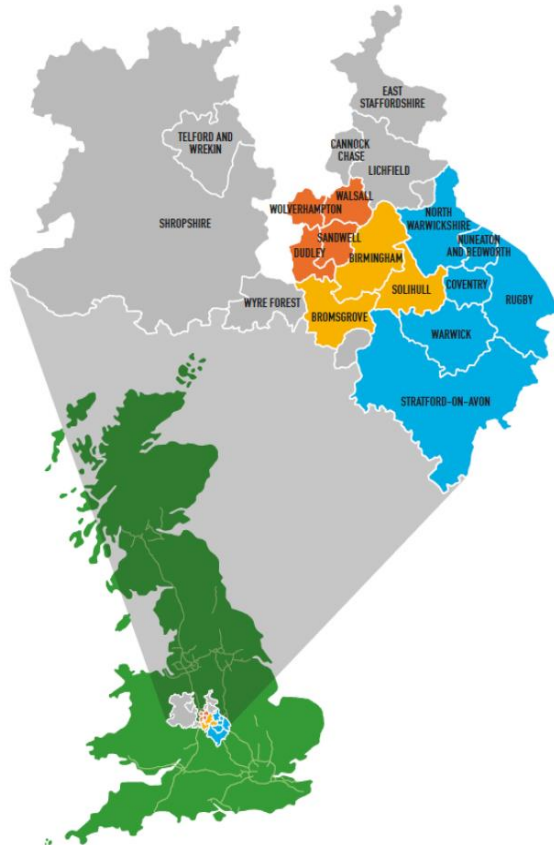 EAST
STAFFORDSHIRE
TELFORD AND
WREKIN
CANNOCK
CHASE
LICHFIELD
WALSALL
WOLVERHAMPTON
NORTH
WARWICKSHIRE
SHROPSHIRE
SANDWELL
NUNEATON
AND BEDWORTH
DUDLEY
BIRMINGHAM
SOLIHULL
COVENTRY
WYRE FOREST
RUGBY
BROMSGROVE
WARWICK
STRATFORD-ON-AVON